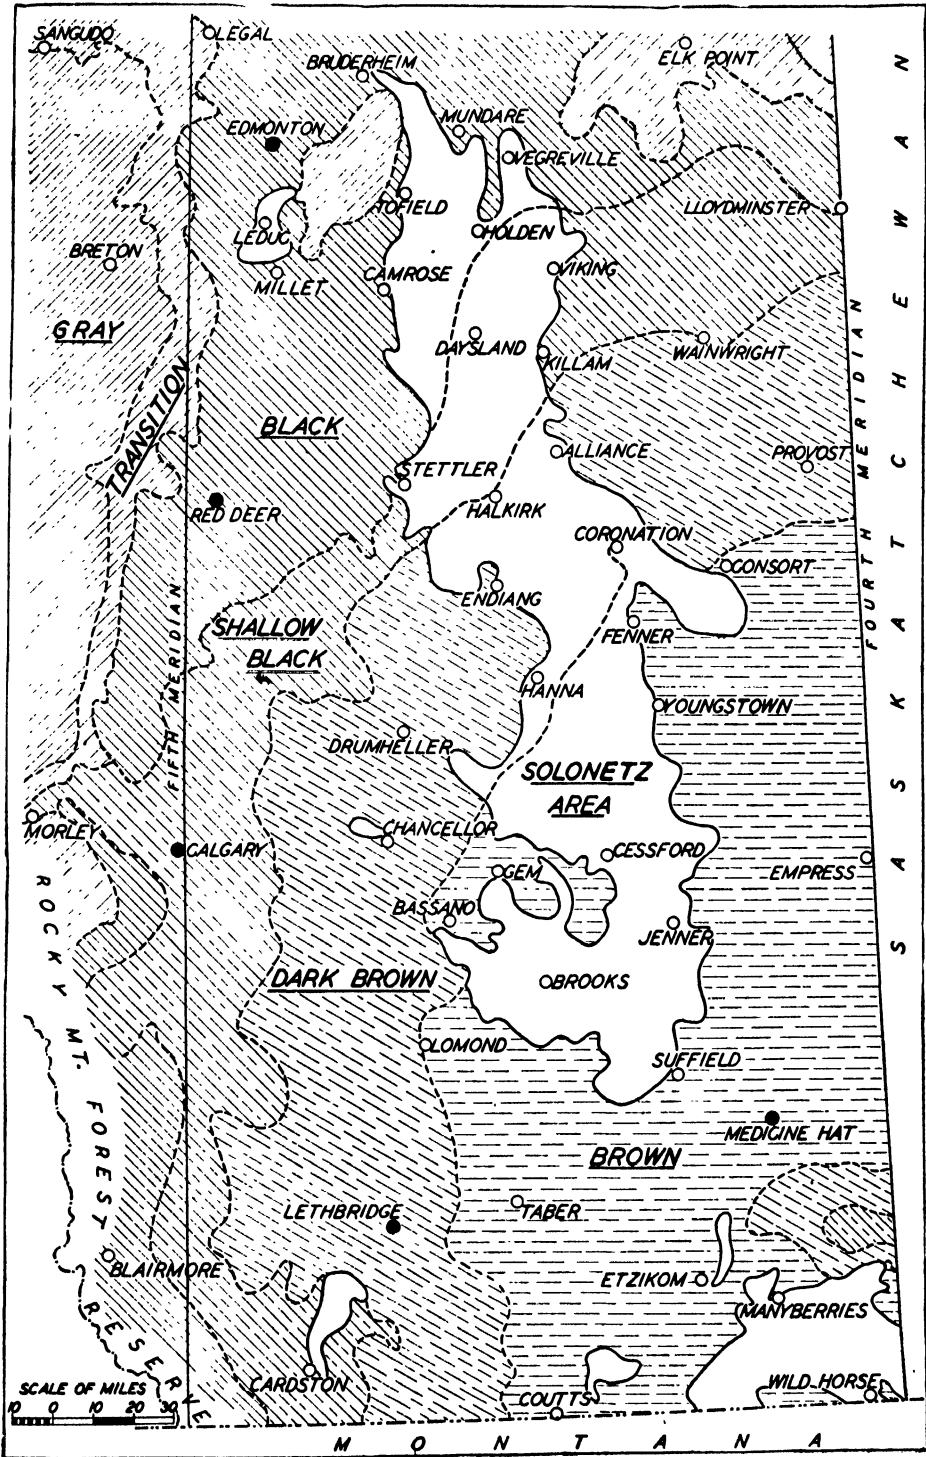 SANGUDO
LEGAL
BRUDERHEIM
ELK POINT
EDMONTON
MUNDARE
VEGREVILLE
TOFIELD
LLOYDMINSTER
LEDUC
HOLDEN
BRETON
MILLET
CAMROSE
VIKING
GRAY
DAYSLAND
KILLAM
WAINWRIGHT
TRANSITION
BLACK
STETTLER
ALLIANCE
PROVOST
RED DEER
HALKIRK
CORONATION
CONSORT
ENDIANG
SHALLOW
BLACK
FENNER
FIFTH MERIDIAN
FOURTH MERIDIAN
SASKATCHEWAN
HANNA
YOUNGSTOWN
DRUMHELLER
SOLONETZ
AREA
MORLEY
CALGARY
CHANCELLOR
CESSFORD
EMPRESS
GEM
BASSANO
JENNER
DARK BROWN
BROOKS
LOMOND
SUFFIELD
MEDICINE HAT
BROWN
ROCKY MT. FOREST RESERVE
LETHBRIDGE
TABER
BLAIRMORE
ETZIKOM
MANYBERRIES
CARDSTON
COUTTS
WILD HORSE
SCALE OF MILES
10 0 10 20 30
MONTANA